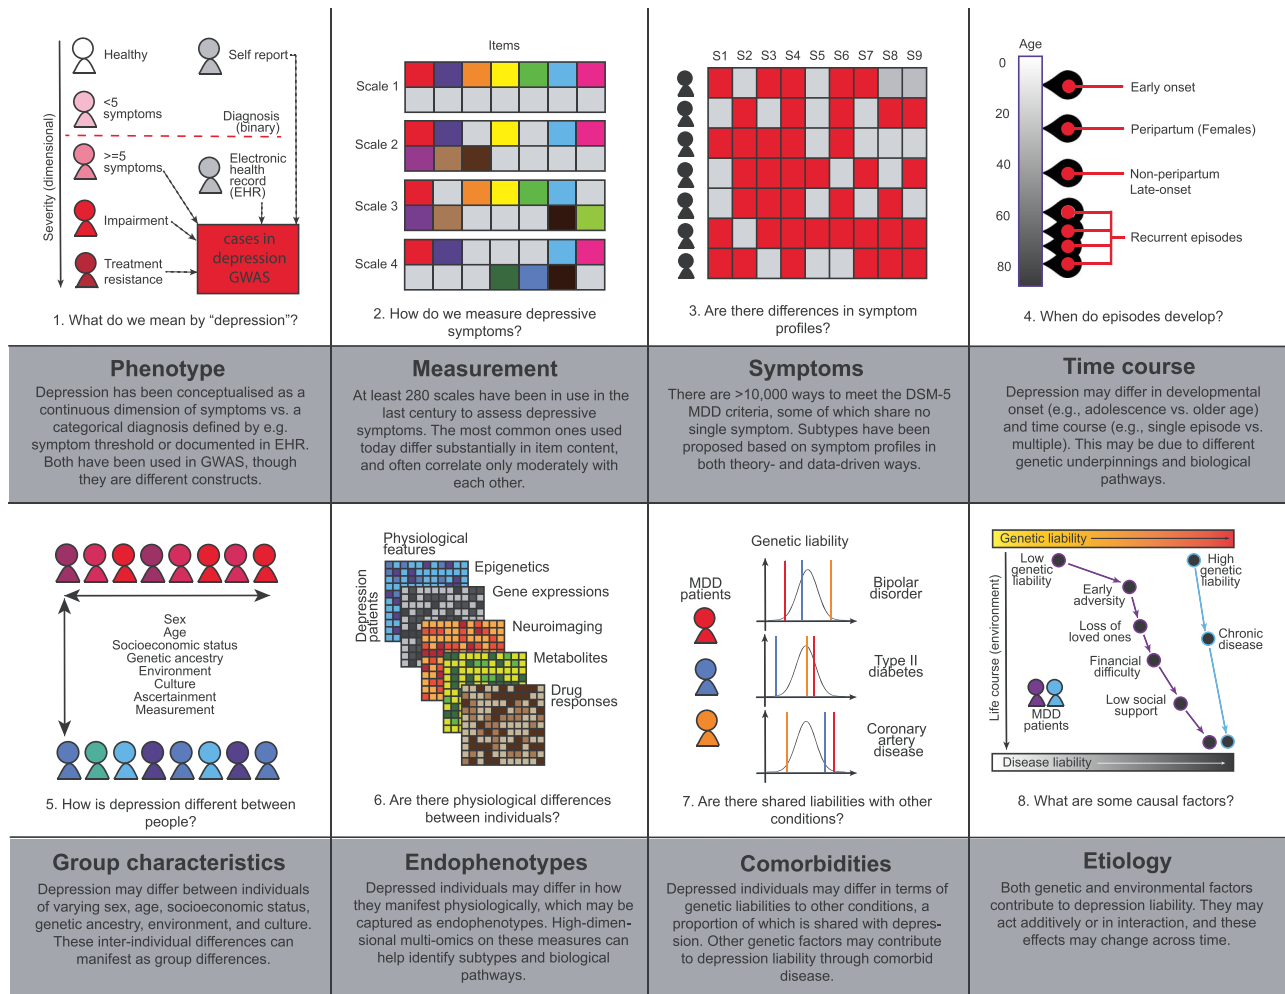 Healthy
Self report
<5
symptoms
Diagnosis
(binary)
>=5
symptoms
Electronic
health
record
(EHR)
Severity (dimensional)
Impairment
Treatment
resistance
cases in
depression
GWAS
1. What do we mean by “depression”?
Items
Scale 1
Scale 2
Scale 3
Scale 4
2. How do we measure depressive
symptoms?
S1 S2 S3 S4 S5 S6 S7 S8 S9
3. Are there differences in symptom
profiles?
Age
0
20
40
60
80
Early onset
Peripartum (Females)
Non-peripartum
Late-onset
Recurrent episodes
4. When do episodes develop?
Phenotype
Depression has been conceptualised as a
continuous dimension of symptoms vs. a
categorical diagnosis defined by e.g.
symptom threshold or documented in EHR.
Both have been used in GWAS, though
they are different constructs.
Measurement
At least 280 scales have been in use in the
last century to assess depressive
symptoms. The most common ones used
today differ substantially in item content,
and often correlate only moderately with
each other.
Symptoms
There are >10,000 ways to meet the DSM-5
MDD criteria, some of which share no
single symptom. Subtypes have been
proposed based on symptom profiles in
both theory- and data-driven ways.
Time course
Depression may differ in developmental
onset (e.g., adolescence vs. older age)
and time course (e.g., single episode vs.
multiple). This may be due to different
genetic underpinnings and biological
pathways.
Sex
Age
Socioeconomic status
Genetic ancestry
Environment
Culture
Ascertainment
Measurement
5. How is depression different between
people?
Physiological
features
Depression
patients
Epigenetics
Gene expressions
Neuroimaging
Metabolites
Drug
responses
6. Are there physiological differences
between individuals?
Genetic liability
MDD
patients
Bipolar
disorder
Type II
diabetes
Coronary
artery
disease
7. Are there shared liabilities with other
conditions?
Genetic liability
Low
genetic
liability
High
genetic
liability
Early
adversity
Loss of
loved ones
Chronic
disease
Financial
difficulty
Low social
support
Life course (environment)
MDD
patients
Disease liability
8. What are some causal factors?
Group characteristics
Depression may differ between individuals
of varying sex, age, socioeconomic status,
genetic ancestry, environment, and culture.
These inter-individual differences can
manifest as group differences.
Endophenotypes
Depressed individuals may differ in how
they manifest physiologically, which may be
captured as endophenotypes. High-dimen-
sional multi-omics on these measures can
help identify subtypes and biological
pathways.
Comorbidities
Depressed individuals may differ in terms of
genetic liabilities to other conditions, a
proportion of which is shared with depres-
sion. Other genetic factors may contribute
to depression liability through comorbid
disease.
Etiology
Both genetic and environmental factors
contribute to depression liability. They may
act additively or in interaction, and these
effects may change across time.